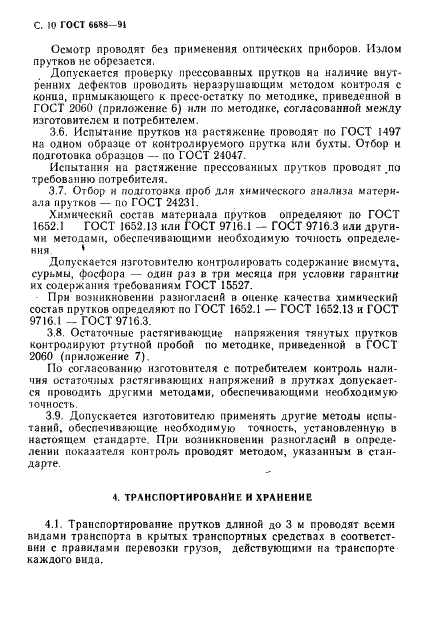 С. 10 ГОСТ 6688—91
Осмотр проводят без применения оптических приборов. Излом
прутков не обрезается.
Допускается проверку прессованных прутков на наличие внут-
ренних дефектов проводить неразрушающим методом контроля с
конца, примыкающего к пресс-остатку по методике, приведенной в
ГОСТ 2060 (приложение 6) или по методике, согласованной между
изготовителем и потребителем.
3.6. Испытание прутков на растяжение проводят по ГОСТ 1497
на одном образце от контролируемого прутка или бухты. Отбор и
подготовка образцов — по ГОСТ 24047.
Испытания на растяжение прессованных прутков проводят по
требованию потребителя.
3.7. Отбор и подготовка проб для химического анализа матери-
ала прутков — по ГОСТ 24231.
Химический состав материала прутков определяют по ГОСТ
1652.1 ГОСТ 1652.13 или ГОСТ 9716.1 — ГОСТ 9716.3 или други-
ми методами, обеспечивающими необходимую точность определе-
ния.
Допускается изготовителю контролировать содержание висмута,
сурьмы, фосфора — один раз в три месяца при условии гарантии
их содержания требованиям ГОСТ 15527.
При возникновении разногласий в оценке качества химический
состав прутков определяют по ГОСТ 1652.1 — ГОСТ 1652.13 и ГОСТ
9716.1 — ГОСТ 9716.3.
3.8. Остаточные растягивающие напряжения тянутых прутков
контролируют ртутной пробой по методике, приведенной в ГОСТ
2060 (приложение 7).
По согласованию изготовителя с потребителем контроль нали-
чия остаточных растягивающих напряжений в прутках допускает-
ся проводить другими методами, обеспечивающими необходимую
точность.
3.9. Допускается изготовителю применять другие методы испы-
таний, обеспечивающие необходимую точность, установленную в
настоящем стандарте. При возникновении разногласий в опреде-
лении показателя контроль проводят методом, указанным в стан-
дарте.
4. ТРАНСПОРТИРОВАНИЕ И ХРАНЕНИЕ
4.1. Транспортирование прутков длиной до 3 м проводят всеми
видами транспорта в крытых транспортных средствах в соответст-
вии с правилами перевозки грузов, действующими на транспорте
каждого вида.